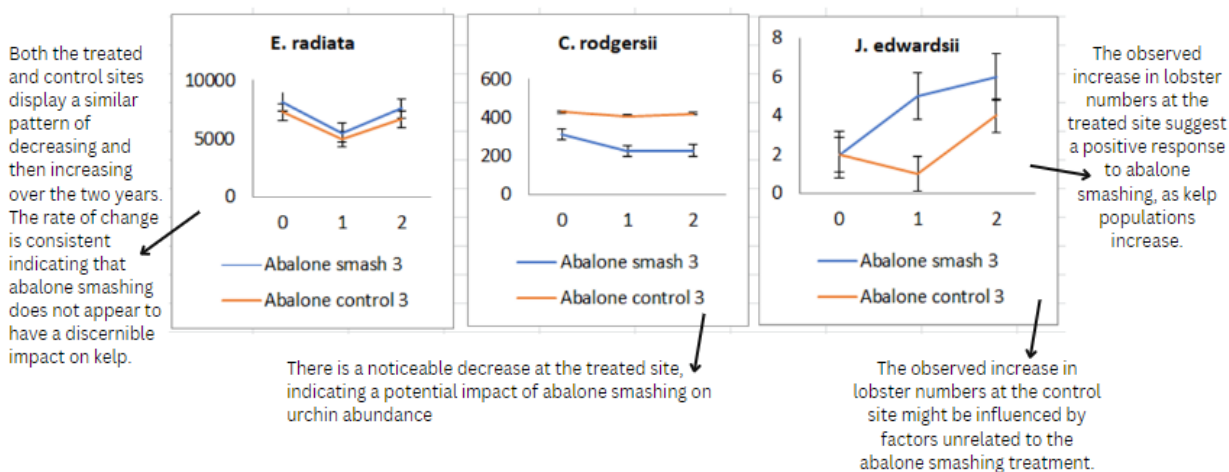 Both the treated
and control sites
display a similar
pattern of
decreasing and
then increasing
over the two years.
The rate of change
is consistent
indicating that
abalone smashing
does not appear to
have a discernible
impact on kelp.
E. radiata
10000
5000
0
0 1 2
Abalone smash 3
Abalone control 3
C. rodgersii
600
400
200
0
0 1 2
Abalone smash 3
Abalone control 3
J. edwardsii
8
6
4
2
0
0 1 2
Abalone smash 3
Abalone control 3
The observed
increase in lobster
numbers at the
treated site suggest
a positive response
to abalone
smashing, as kelp
populations
increase.
There is a noticeable decrease at the treated site,
indicating a potential impact of abalone smashing on
urchin abundance
The observed increase in
lobster numbers at the control
site might be influenced by
factors unrelated to the
abalone smashing treatment.